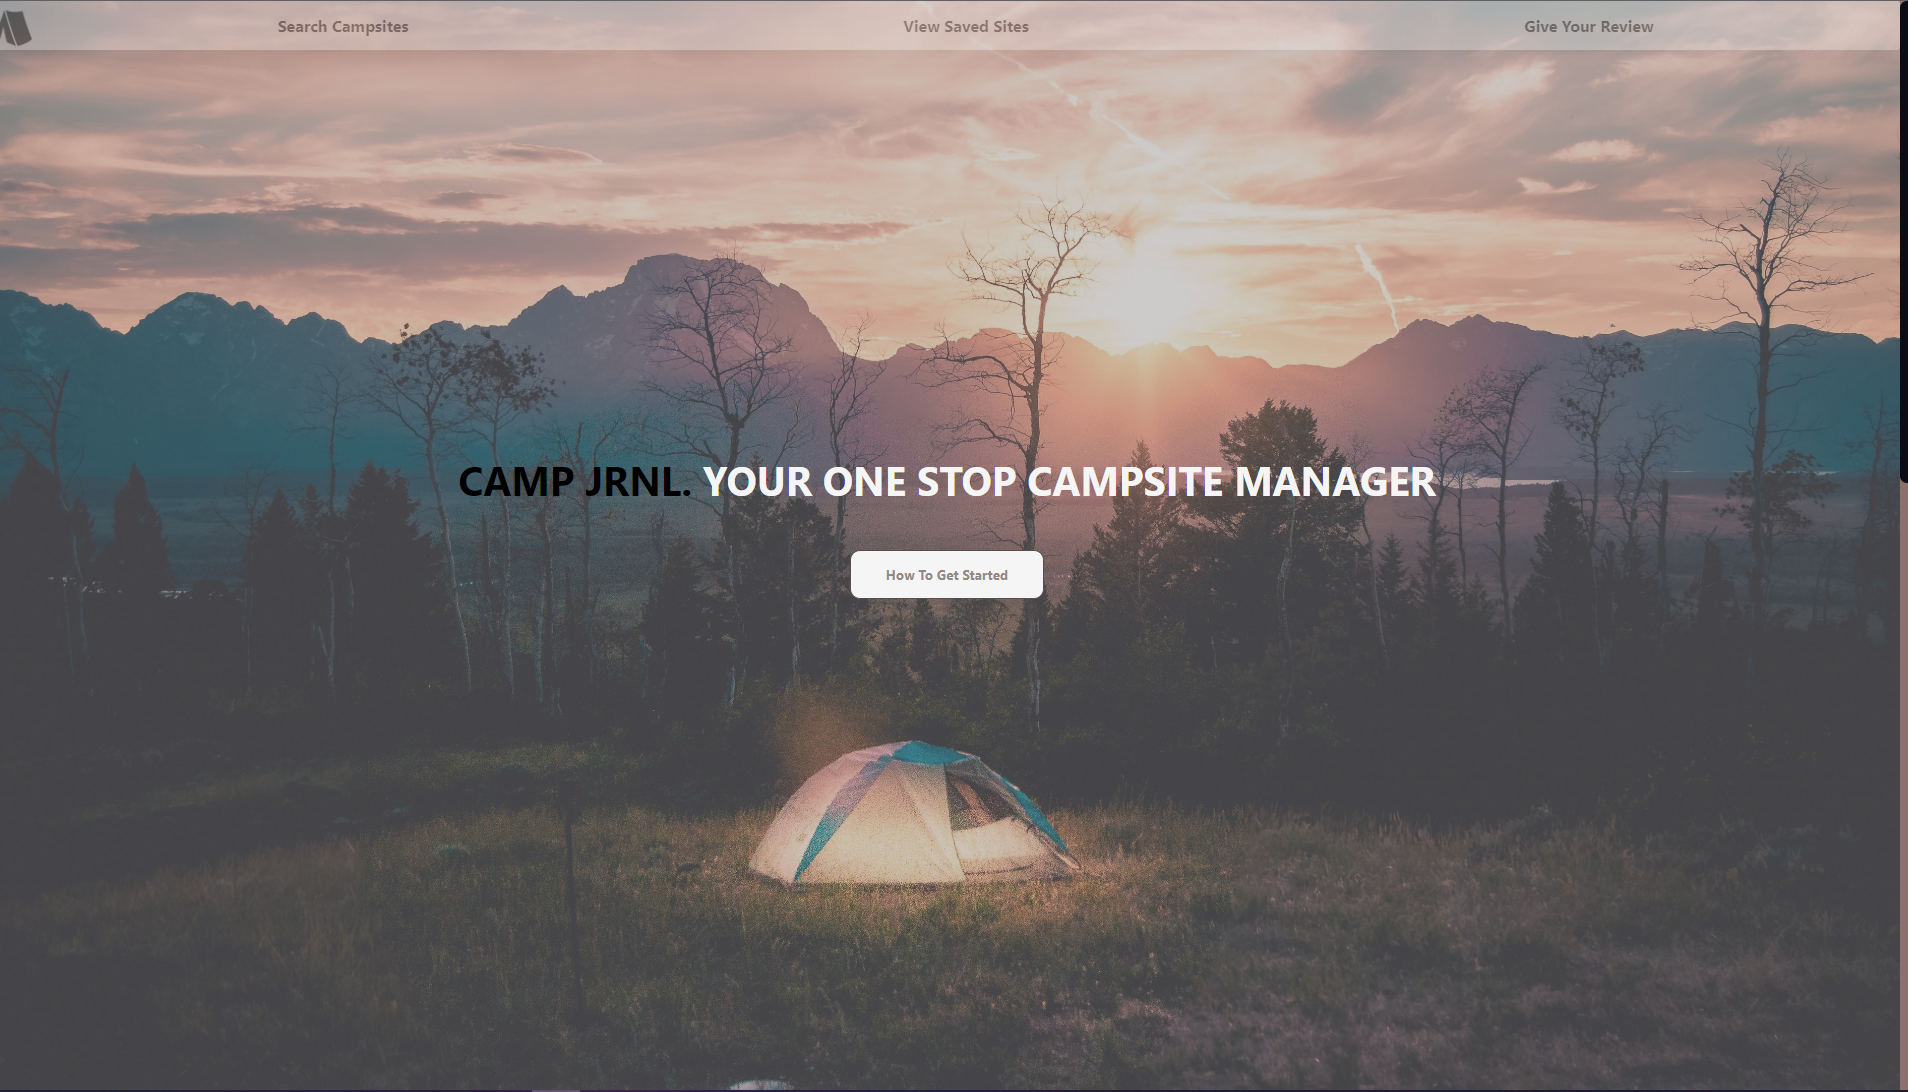 Search Campsites
View Saved Sites
Give Your Review
CAMP JRNL. YOUR ONE STOP CAMPSITE MANAGER
How To Get Started